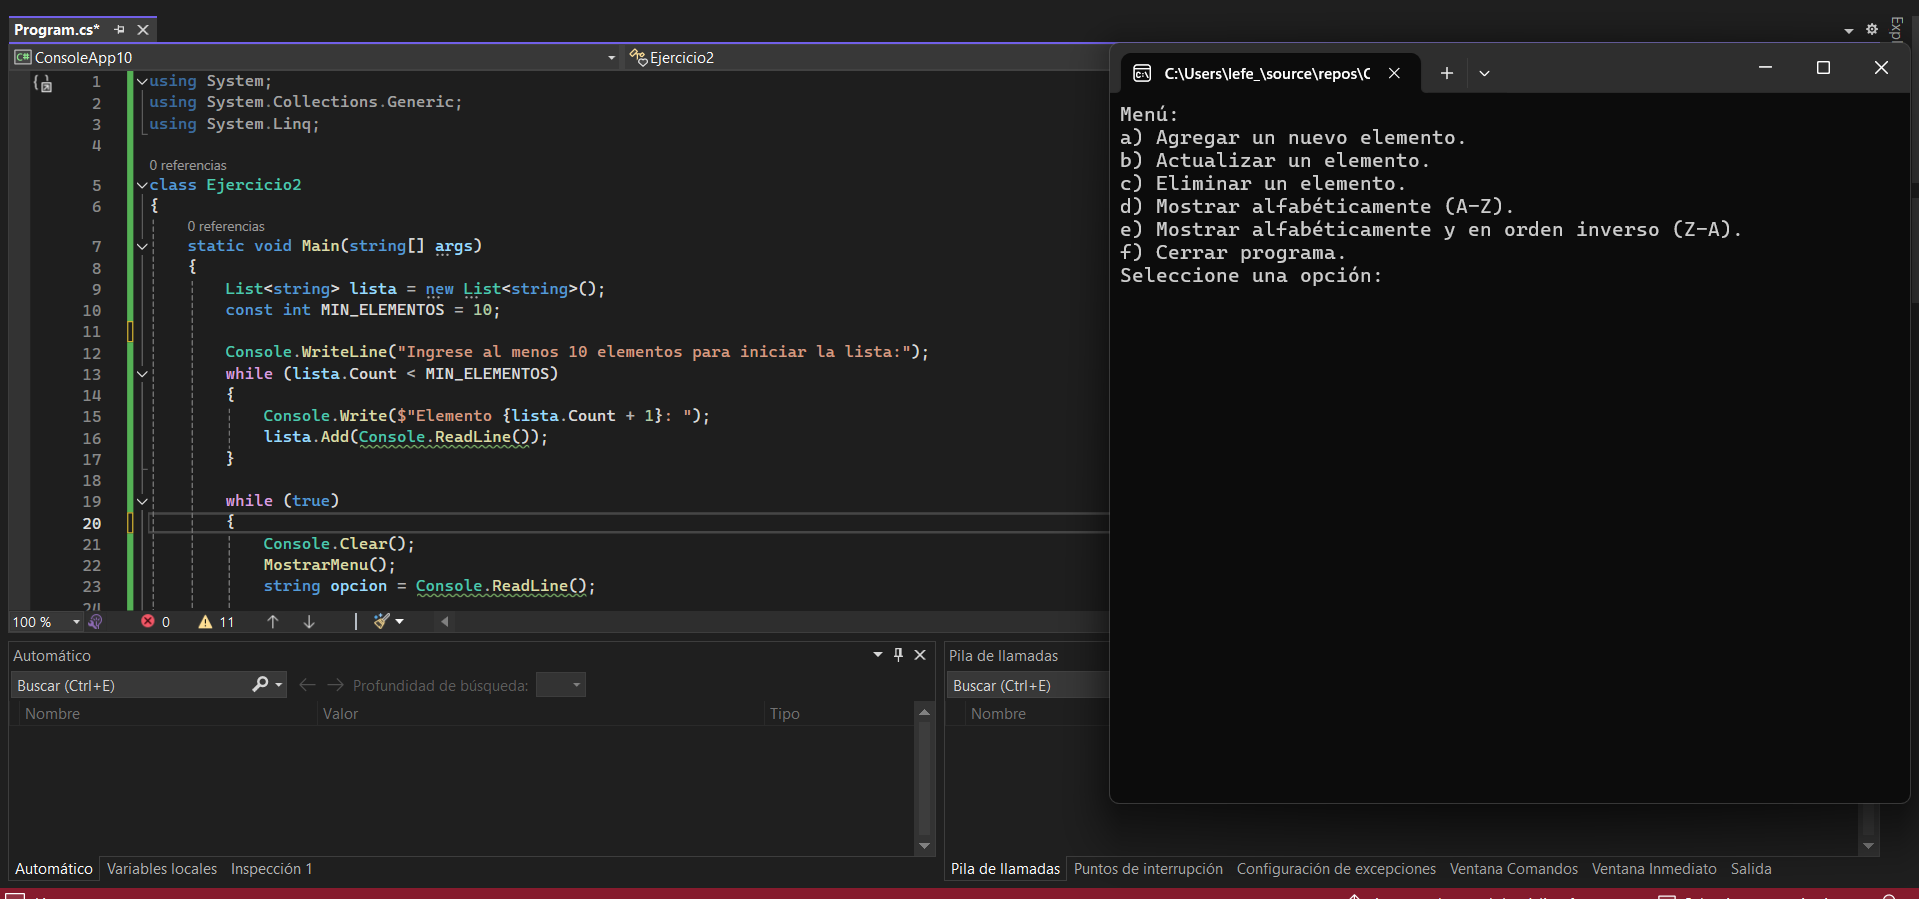 Program.cs*
Expl
ConsoleApp10
Ejercicio2
1 using System;
2 using System.Collections.Generic;
3 using System.Linq;
4
0 referencias
5 class Ejercicio2
6 {
0 referencias
7 static void Main(string[] args)
8 {
9 List<string> lista = new List<string>();
10 const int MIN_ELEMENTOS = 10;
11
12 Console.WriteLine("Ingrese al menos 10 elementos para iniciar la lista:");
13 while (lista.Count < MIN_ELEMENTOS)
14 {
15 Console.Write($"Elemento {lista.Count + 1}: ");
16 lista.Add(Console.ReadLine());
17 }
18
19 while (true)
20 {
21 Console.Clear();
22 MostrarMenu();
23 string opcion = Console.ReadLine();
24
100 % 0 11
C:\Users\lefe_\source\repos\C
Menú:
a) Agregar un nuevo elemento.
b) Actualizar un elemento.
c) Eliminar un elemento.
d) Mostrar alfabéticamente (A-Z).
e) Mostrar alfabéticamente y en orden inverso (Z-A).
f) Cerrar programa.
Seleccione una opción:
Automático
Buscar (Ctrl+E) Profundidad de búsqueda:
Nombre Valor Tipo
Automático Variables locales Inspección 1
Pila de llamadas
Buscar (Ctrl+E)
Nombre
Pila de llamadas Puntos de interrupción Configuración de excepciones Ventana Comandos Ventana Inmediato Salida